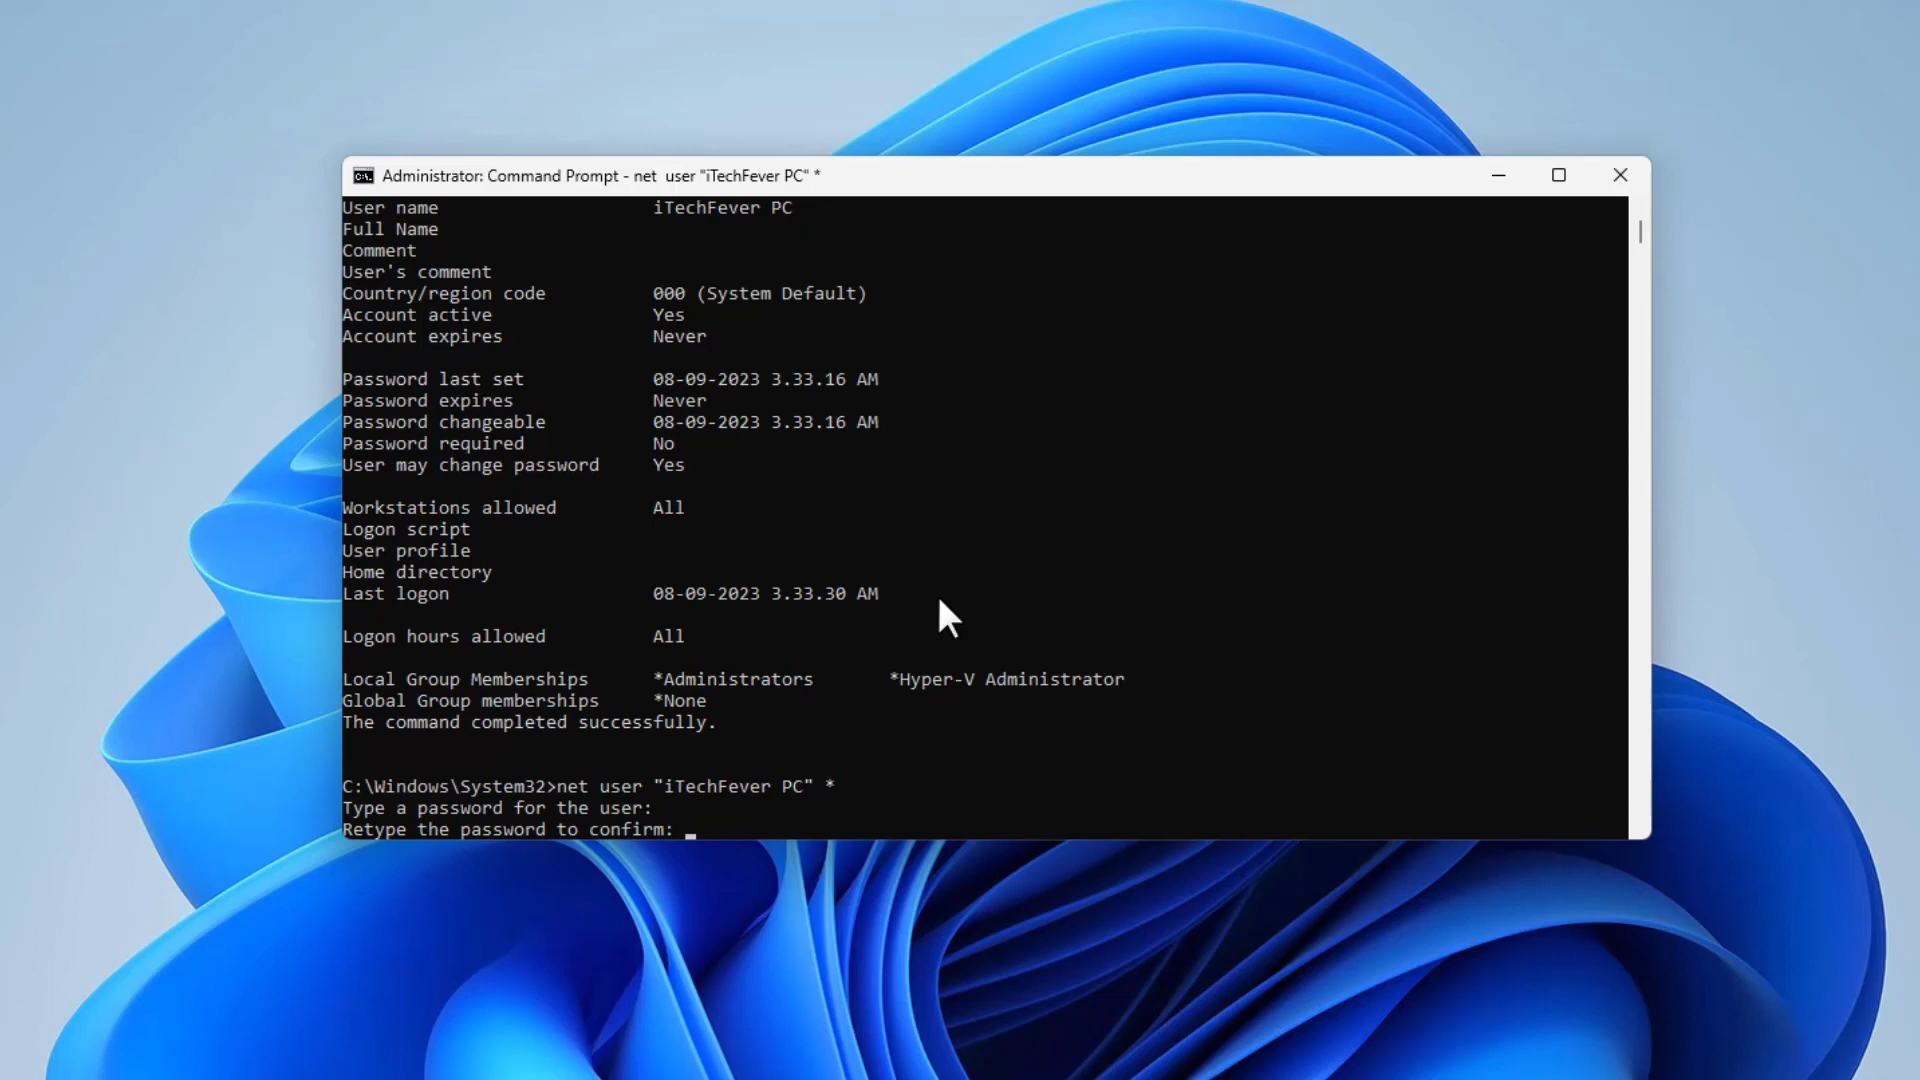 Administrator: Command Prompt - net  user "iTechFever PC" *
User name                    iTechFever PC
Full Name
Comment
User's comment
Country/region code          000 (System Default)
Account active               Yes
Account expires              Never
Password last set            08-09-2023 3.33.16 AM
Password expires             Never
Password changeable          08-09-2023 3.33.16 AM
Password required            No
User may change password     Yes
Workstations allowed         All
Logon script
User profile
Home directory
Last logon                   08-09-2023 3.33.30 AM
Logon hours allowed          All
Local Group Memberships      *Administrators       *Hyper-V Administrator
Global Group memberships     *None
The command completed successfully.
C:\Windows\System32>net user "iTechFever PC" *
Type a password for the user:
Retype the password to confirm: _